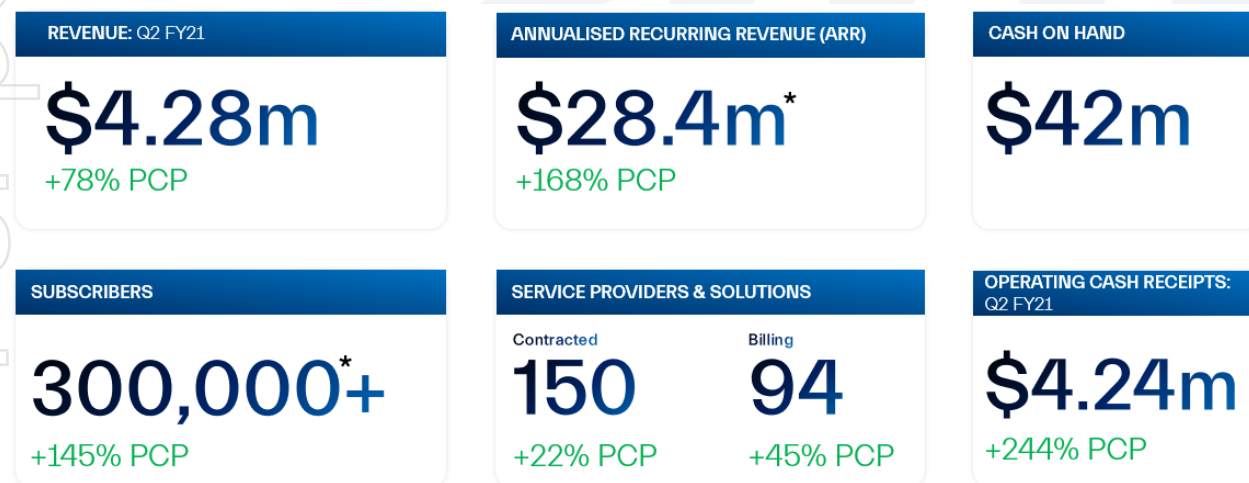 REVENUE: Q2 FY21
$4.28m
+78% PCP
ANNUALISED RECURRING REVENUE (ARR)
$28.4m*
+168% PCP
CASH ON HAND
$42m
SUBSCRIBERS
300,000*+
+145% PCP
SERVICE PROVIDERS & SOLUTIONS
Contracted
150
+22% PCP
Billing
94
+45% PCP
OPERATING CASH RECEIPTS:
Q2 FY21
$4.24m
+244% PCP